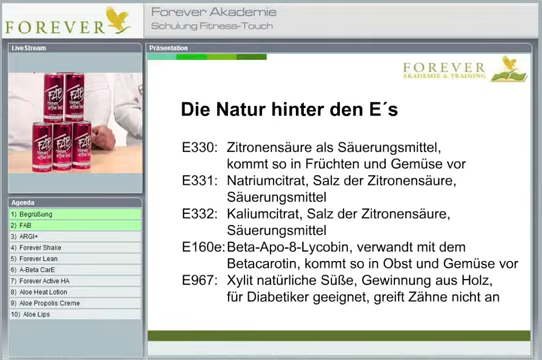 FOREVER
Forever Akademie
Schulung Fitness-Touch
LiveStream
Präsentation
FOREVER
AKADEMIE & TRAINING
Die Natur hinter den E´s
E330: Zitronensäure als Säuerungsmittel,
kommt so in Früchten und Gemüse vor
E331: Natriumcitrat, Salz der Zitronensäure,
Säuerungsmittel
E332: Kaliumcitrat, Salz der Zitronensäure,
Säuerungsmittel
E160e: Beta-Apo-8-Lycobin, verwandt mit dem
Betacarotin, kommt so in Obst und Gemüse vor
E967: Xylit natürliche Süße, Gewinnung aus Holz,
für Diabetiker geeignet, greift Zähne nicht an
Agenda
1) Begrüßung
2) FAB
3) ARGI+
4) Forever Shake
5) Forever Lean
6) A-Beta CarE
7) Forever Active HA
8) Aloe Heat Lotion
9) Aloe Propolis Creme
10) Aloe Lips